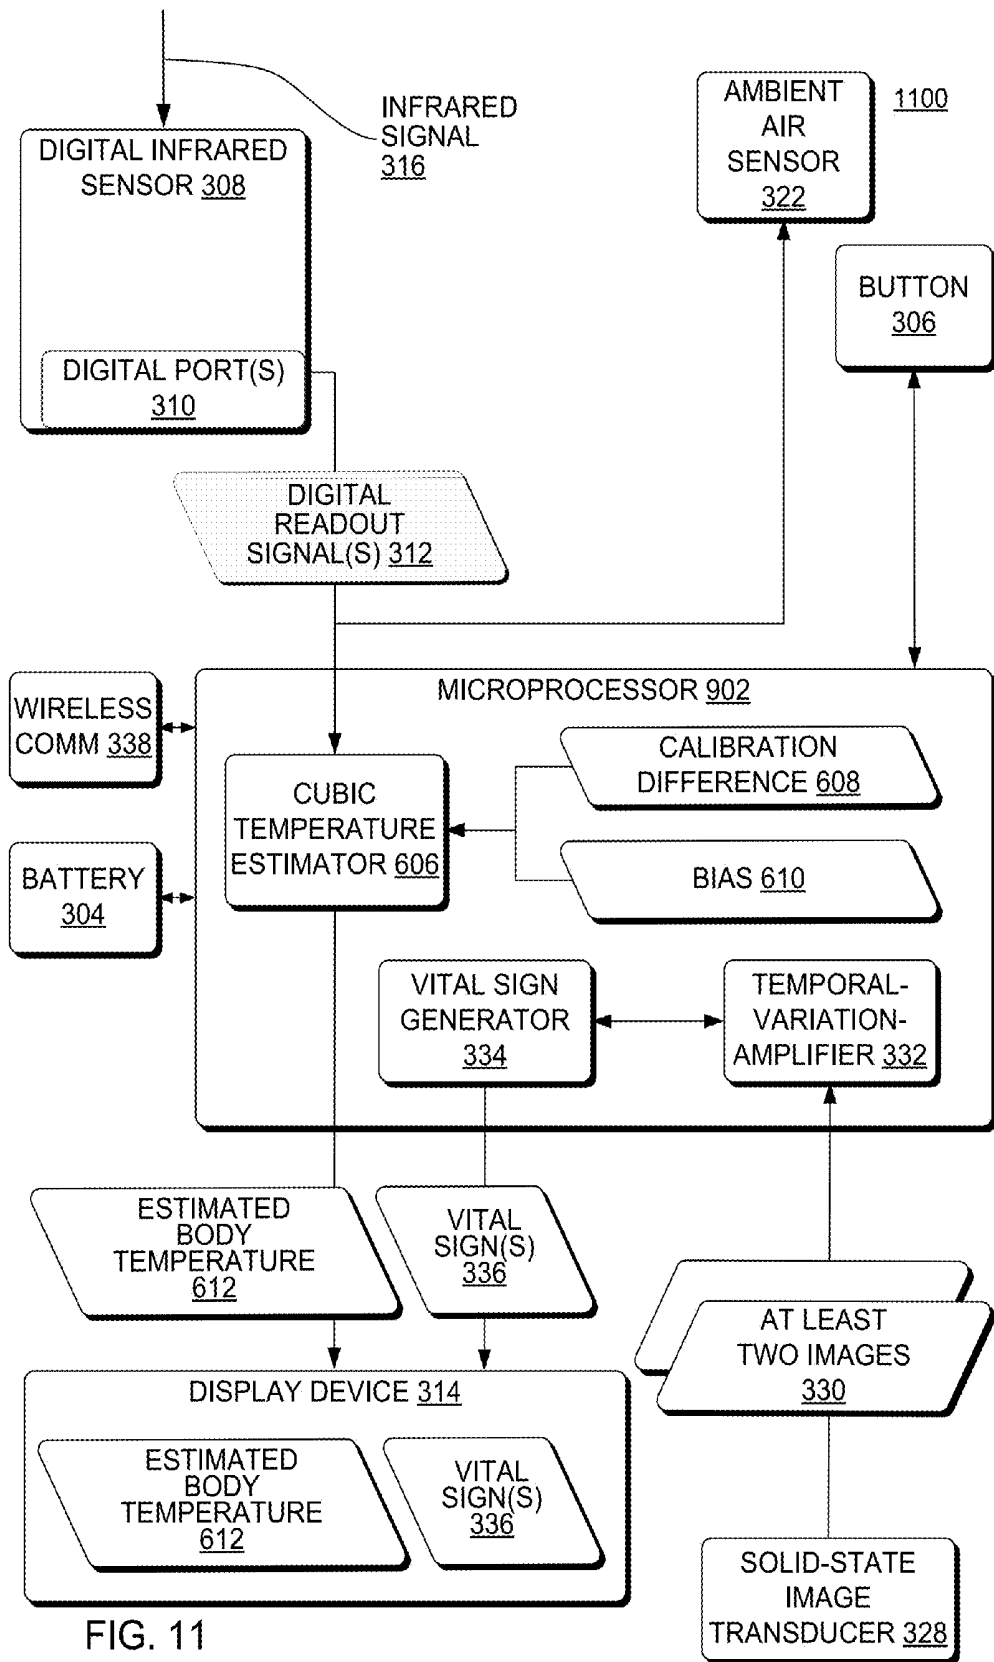 INFRARED
SIGNAL
316
AMBIENT
AIR
SENSOR
322
1100
DIGITAL INFRARED
SENSOR 308
DIGITAL PORT(S)
310
BUTTON
306
DIGITAL
READOUT
SIGNAL(S) 312
MICROPROCESSOR 902
WIRELESS
COMM 338
CALIBRATION
DIFFERENCE 608
CUBIC
TEMPERATURE
ESTIMATOR 606
BATTERY
304
BIAS 610
VITAL SIGN
GENERATOR
334
TEMPORAL-
VARIATION-
AMPLIFIER 332
ESTIMATED
BODY
TEMPERATURE
612
VITAL
SIGN(S)
336
AT LEAST
TWO IMAGES
330
DISPLAY DEVICE 314
ESTIMATED
BODY
TEMPERATURE
612
VITAL
SIGN(S)
336
SOLID-STATE
IMAGE
TRANSDUCER 328
FIG. 11